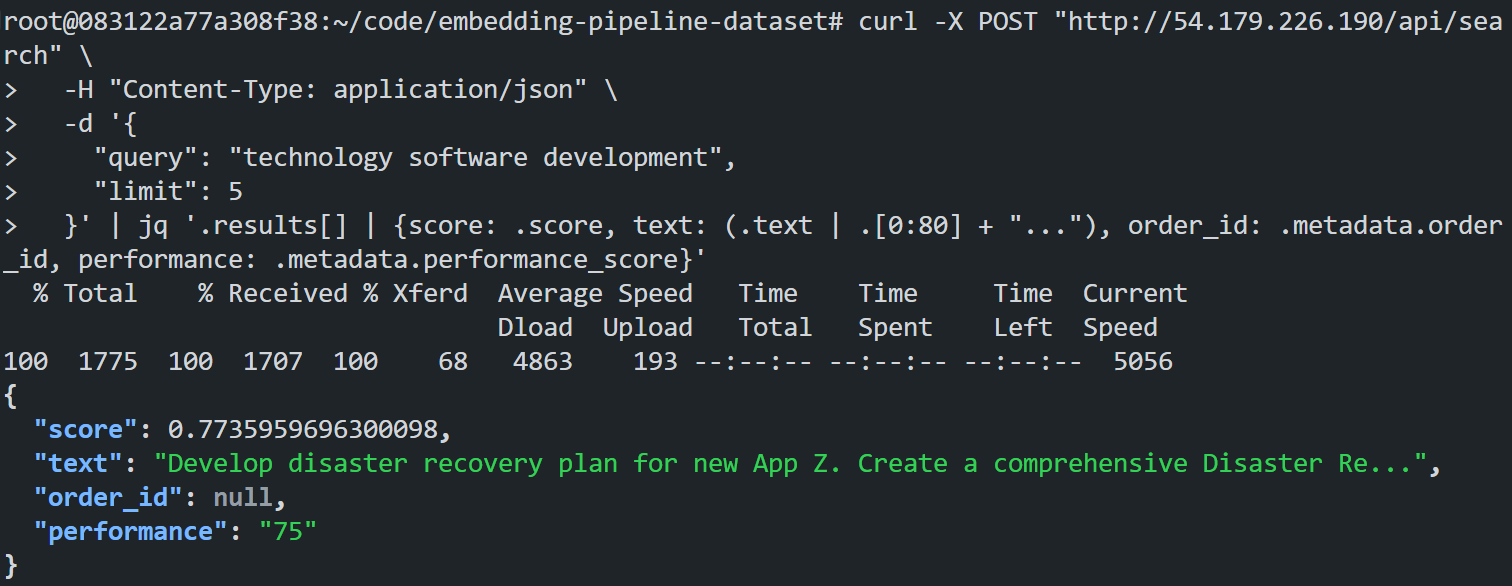 root@083122a77a308f38:~/code/embedding-pipeline-dataset# curl -X POST "http://54.179.226.190/api/sea
rch" \
>   -H "Content-Type: application/json" \
>   -d '{
>     "query": "technology software development",
>     "limit": 5
>   }' | jq '.results[] | {score: .score, text: (.text | .[0:80] + "..."), order_id: .metadata.order
_id, performance: .metadata.performance_score}'
  % Total    % Received % Xferd  Average Speed   Time    Time     Time  Current
                                 Dload  Upload   Total   Spent    Left  Speed
100  1775  100  1707  100    68   4863    193 --:--:-- --:--:-- --:--:--  5056
{
  "score": 0.7735959696300098,
  "text": "Develop disaster recovery plan for new App Z. Create a comprehensive Disaster Re...",
  "order_id": null,
  "performance": "75"
}